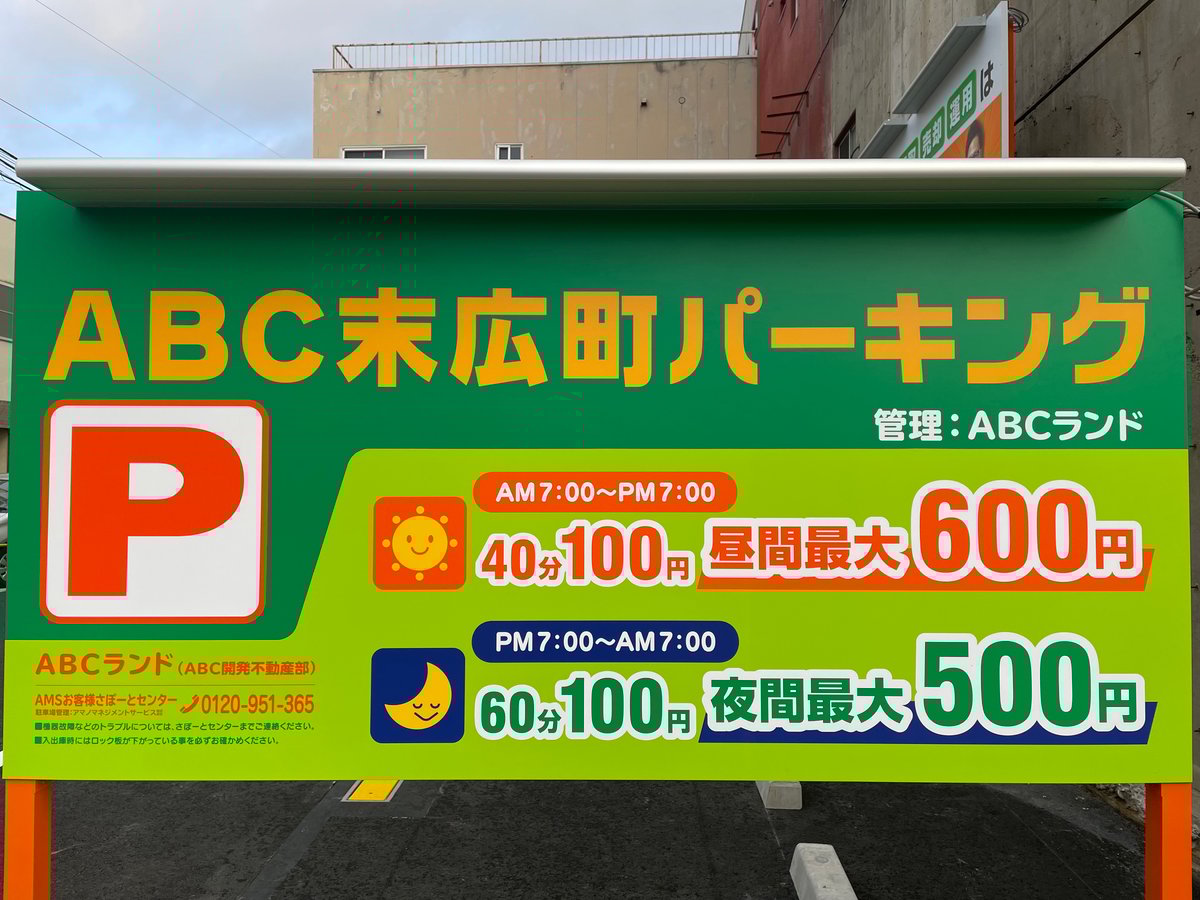 売却 運用 は
ABC末広町パーキング
管理：ABCランド
P
AM7:00〜PM7:00
40分100円 昼間最大600円
PM7:00〜AM7:00
60分100円 夜間最大500円
ABCランド（ABC開発不動産部）
AMSお客様さぽーとセンター 0120-951-365
駐車場管理:アマノマネジメントサービス㈱
■機器故障などのトラブルについては、さぽーとセンターまでご連絡ください。
■入出庫時にはロック板が下がっている事を必ずお確かめください。